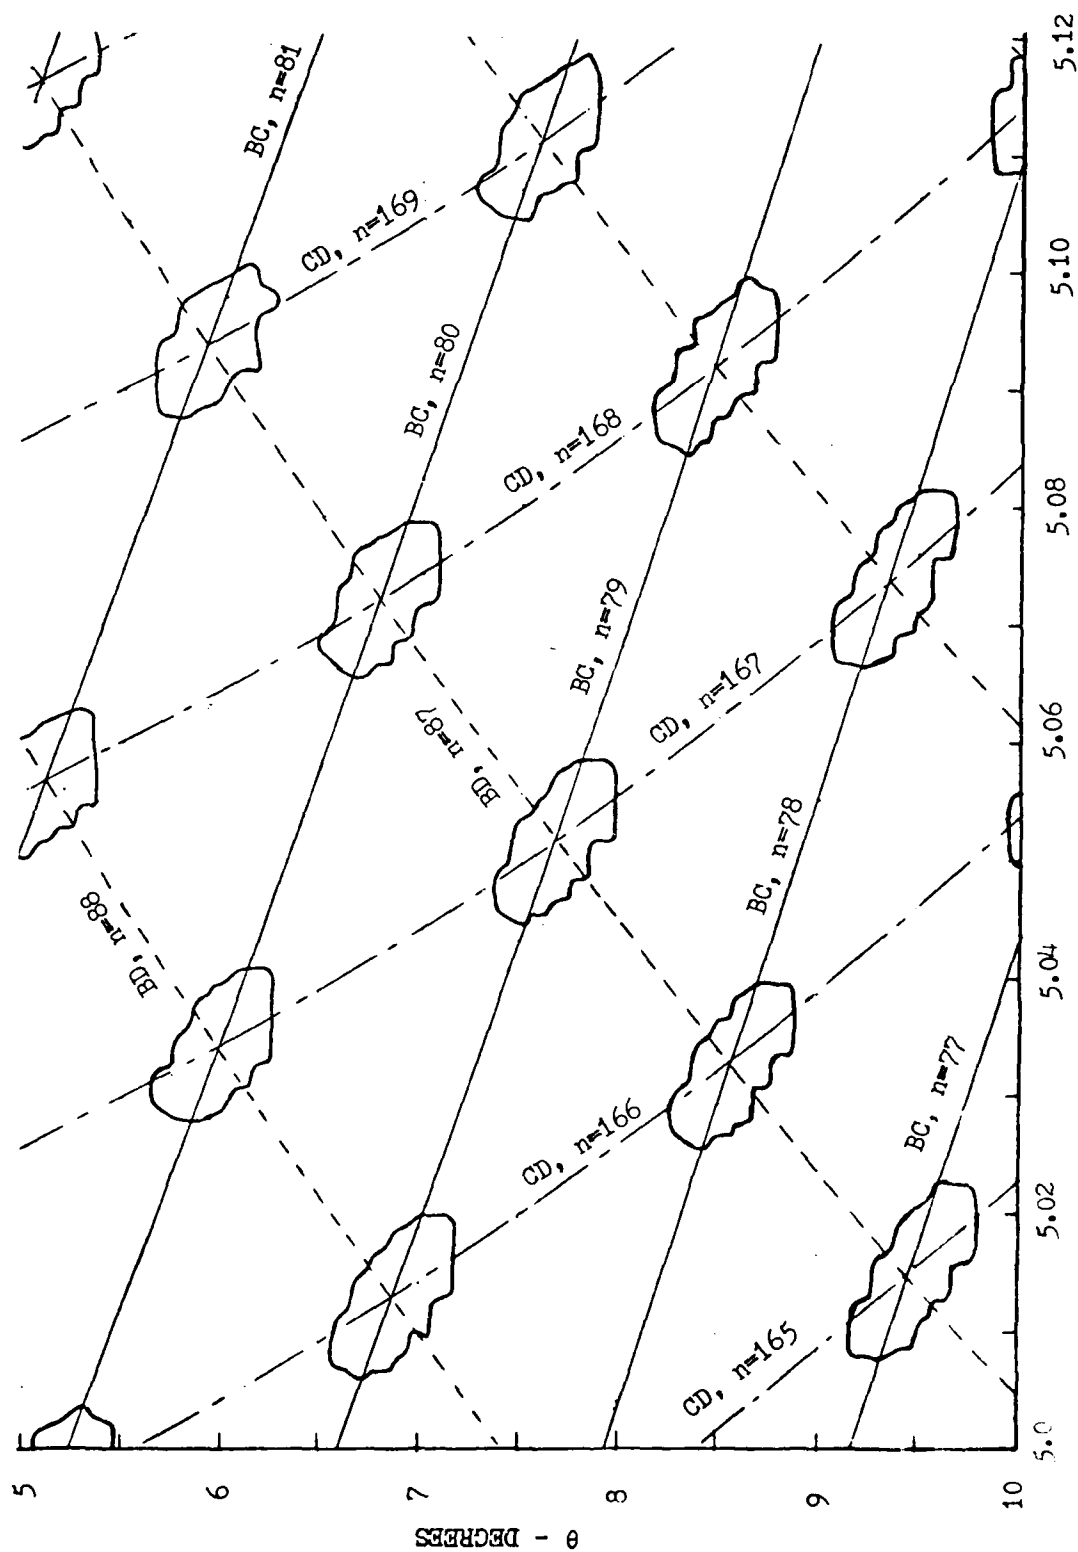 BC, n=81
CD, n=169
BC, n=80
CD, n=168
BC, n=79
BD, n=87
CD, n=167
BC, n=78
BD, n=88
CD, n=166
BC, n=77
CD, n=165
5.0
5.02
5.04
5.06
5.08
5.10
5.12
5
6
7
8
9
10
θ - DEGREES